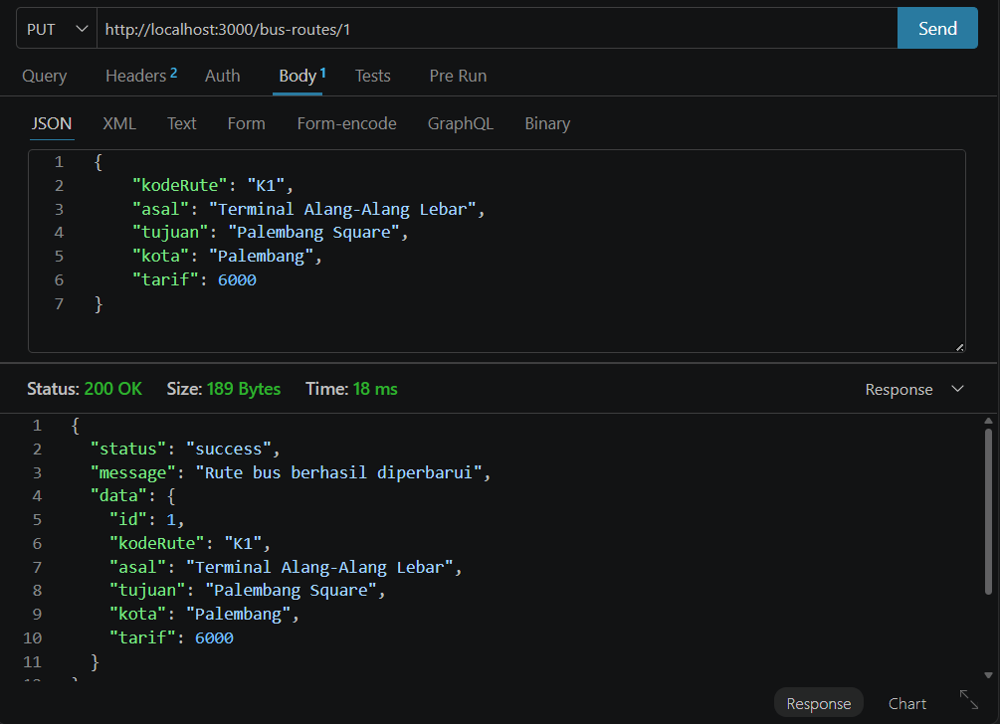 PUT http://localhost:3000/bus-routes/1 Send
Query Headers 2 Auth Body 1 Tests Pre Run
JSON XML Text Form Form-encode GraphQL Binary
1 {
2 "kodeRute": "K1",
3 "asal": "Terminal Alang-Alang Lebar",
4 "tujuan": "Palembang Square",
5 "kota": "Palembang",
6 "tarif": 6000
7 }
Status: 200 OK Size: 189 Bytes Time: 18 ms Response
1 {
2 "status": "success",
3 "message": "Rute bus berhasil diperbarui",
4 "data": {
5 "id": 1,
6 "kodeRute": "K1",
7 "asal": "Terminal Alang-Alang Lebar",
8 "tujuan": "Palembang Square",
9 "kota": "Palembang",
10 "tarif": 6000
11 }
Response Chart